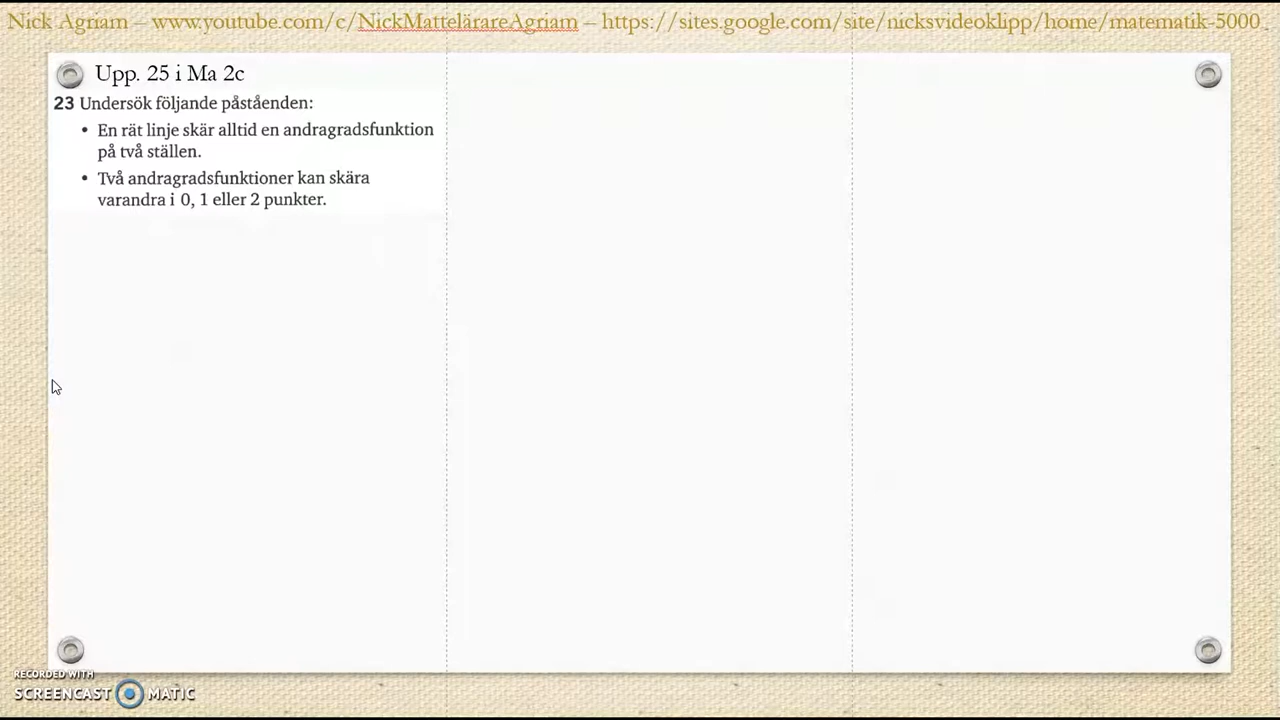 Nick Agriam – www.youtube.com/c/NickMattelärareAgriam – https://sites.google.com/site/nicksvideoklipp/home/matematik-5000
Upp. 25 i Ma 2c
23 Undersök följande påståenden:
• En rät linje skär alltid en andragradsfunktion
på två ställen.
• Två andragradsfunktioner kan skära
varandra i 0, 1 eller 2 punkter.
RECORDED WITH
SCREENCAST MATIC